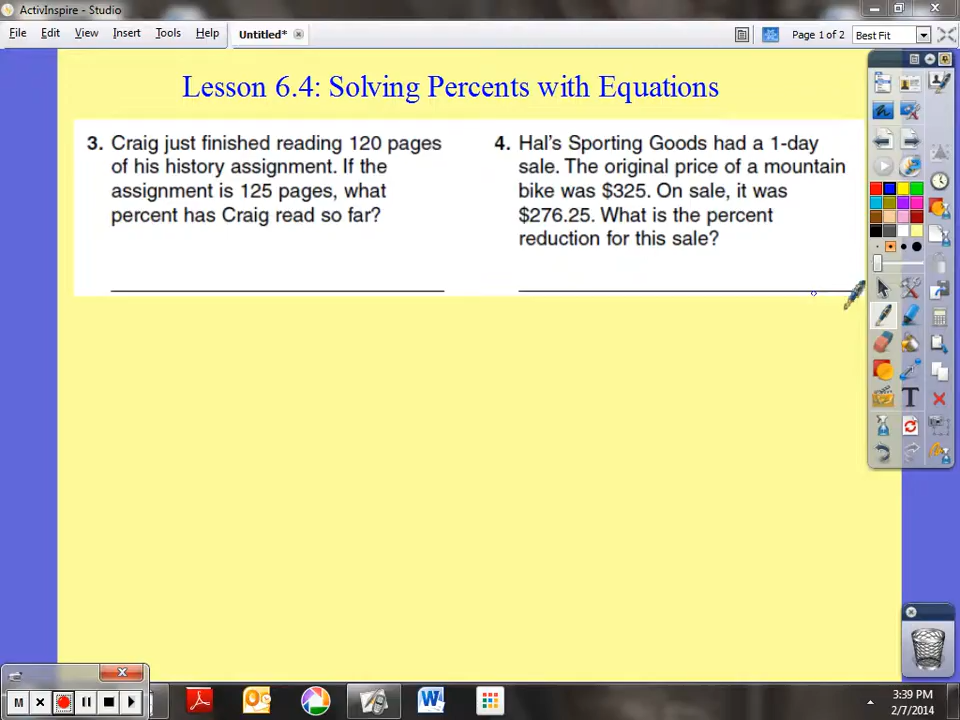 ActivInspire - Studio
File Edit View Insert Tools Help Untitled* Page 1 of 2 Best Fit
Lesson 6.4: Solving Percents with Equations
3. Craig just finished reading 120 pages
of his history assignment. If the
assignment is 125 pages, what
percent has Craig read so far?
4. Hal's Sporting Goods had a 1-day
sale. The original price of a mountain
bike was $325. On sale, it was
$276.25. What is the percent
reduction for this sale?
T
M
W
3:39 PM
2/7/2014